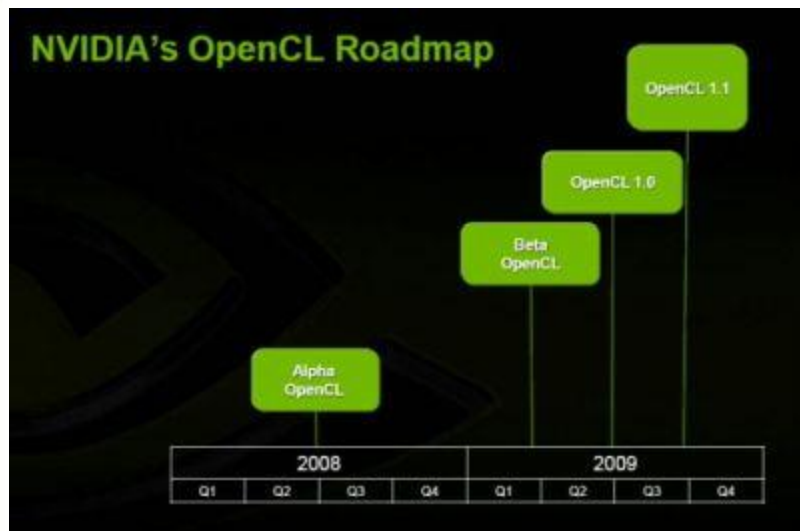 NVIDIA's OpenCL Roadmap
OpenCL 1.1
OpenCL 1.0
Beta
OpenCL
Alpha
OpenCL
2008 2009
Q1 Q2 Q3 Q4 Q1 Q2 Q3 Q4